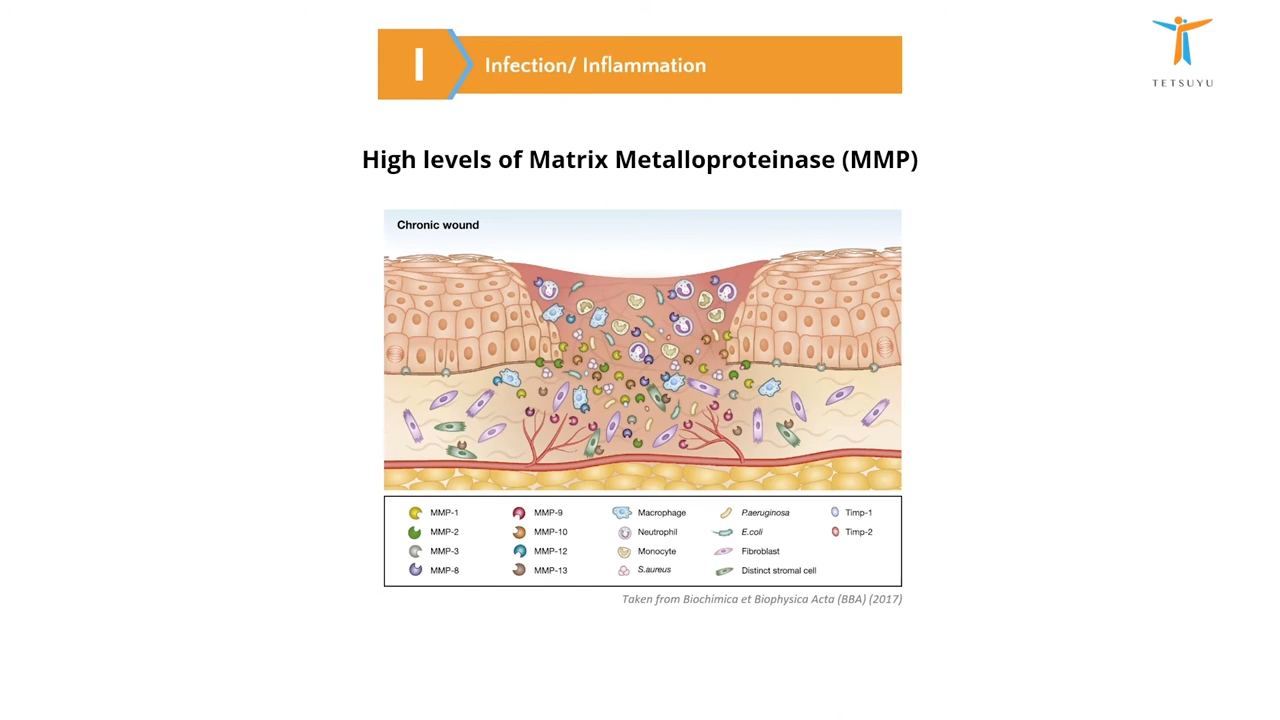 I
Infection/ Inflammation
TETSUYU
High levels of Matrix Metalloproteinase (MMP)
Chronic wound
MMP-1
MMP-9
Macrophage
P.aeruginosa
Timp-1
MMP-2
MMP-10
Neutrophil
E.coli
Timp-2
MMP-3
MMP-12
Monocyte
Fibroblast
MMP-8
MMP-13
S.aureus
Distinct stromal cell
Taken from Biochimica et Biophysica Acta (BBA) (2017)